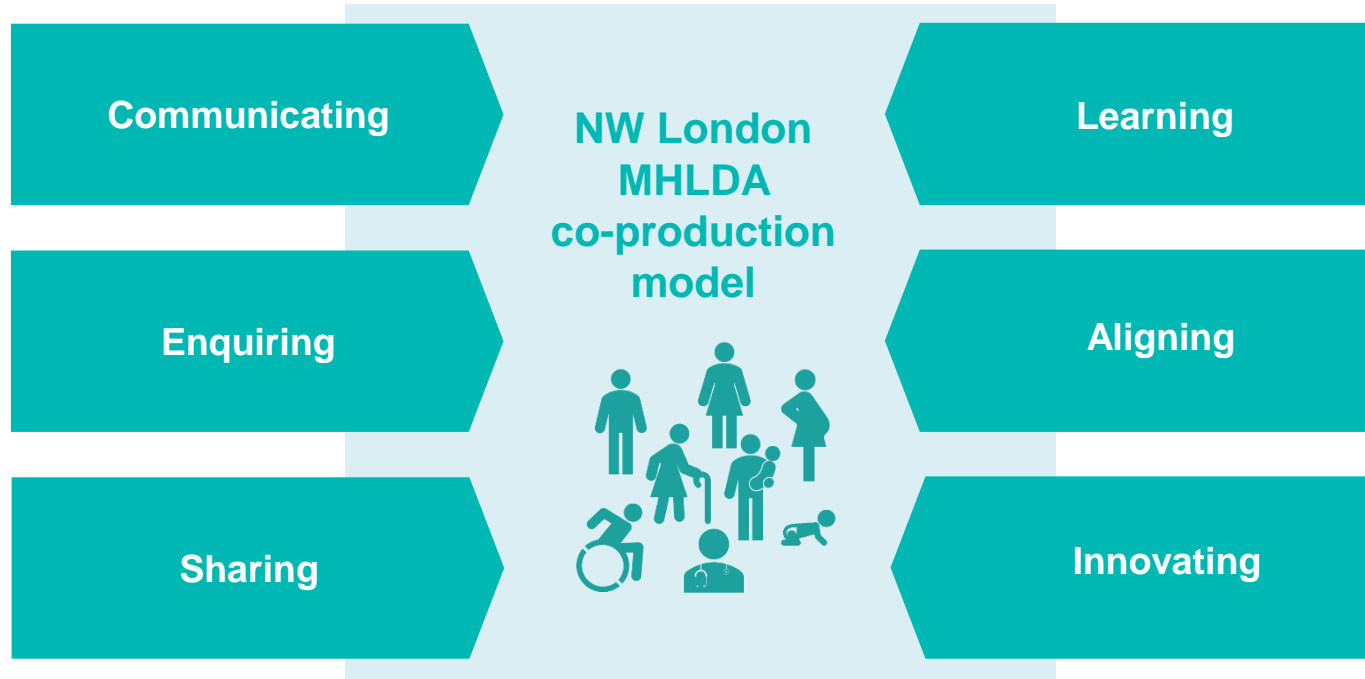 Communicating
Enquiring
Sharing
NW London
MHLDA
co-production
model
Learning
Aligning
Innovating